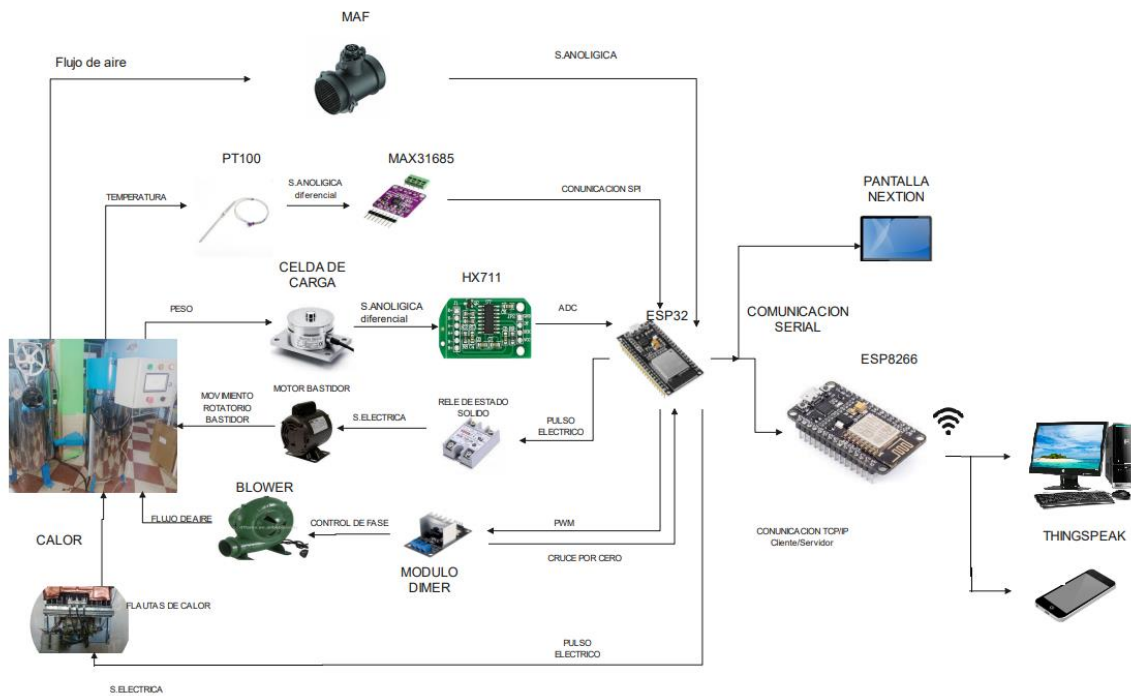 MAF
Flujo de aire
S.ANOLIGICA
PT100
MAX31685
TEMPERATURA
S.ANOLIGICA
diferencial
CONUNICACION SPI
PANTALLA
NEXTION
CELDA DE
CARGA
HX711
PESO
S.ANOLIGICA
diferencial
ADC
ESP32
COMUNICACION
SERIAL
ESP8266
MOVIMIENTO
ROTATORIO
BASTIDOR
MOTOR BASTIDOR
S.ELECTRICA
RELE DE ESTADO
SOLIDO
PULSO
ELECTRICO
BLOWER
FLUJO DE AIRE
CONTROL DE FASE
PWM
CRUCE POR CERO
MODULO
DIMER
COMUNICACION TCP/IP
Cliente/Servidor
THINGSPEAK
CALOR
FLAUTAS DE CALOR
PULSO
ELECTRICO
S.ELECTRICA